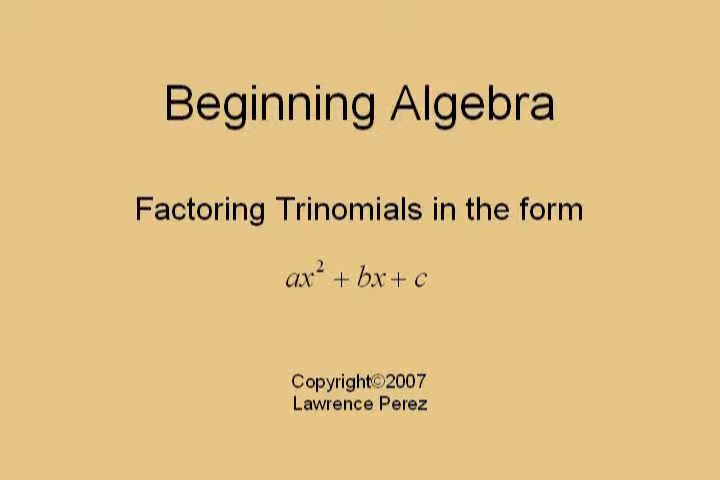 Beginning Algebra
Factoring Trinomials in the form
ax² + bx + c
Copyright©2007
Lawrence Perez